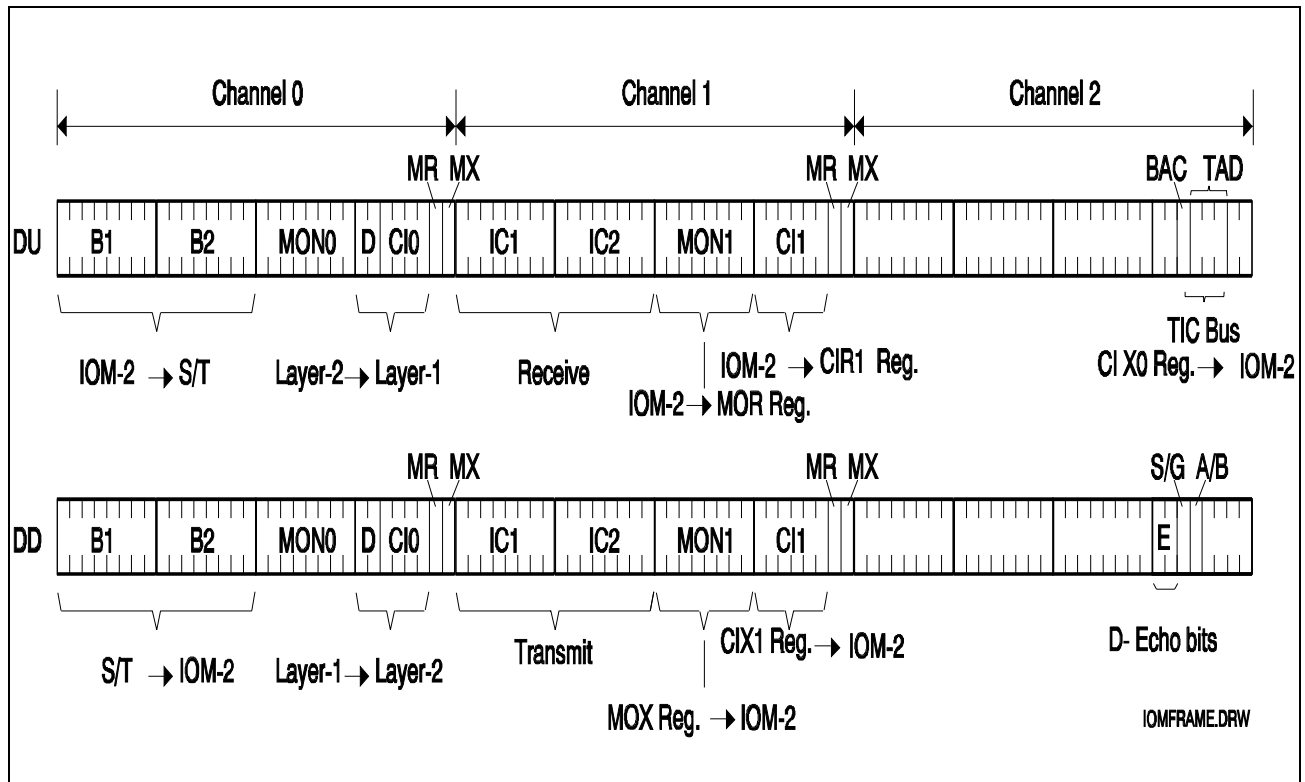 Channel 0 Channel 1 Channel 2
MR MX MR MX BAC TAD
DU B1 B2 MON0 D CI0 IC1 IC2 MON1 CI1
TIC Bus
IOM-2 → S/T Layer-2 → Layer-1 Receive IOM-2 → CIR1 Reg. CI X0 Reg. → IOM-2
IOM-2 → MOR Reg.
MR MX MR MX S/G A/B
DD B1 B2 MON0 D CI0 IC1 IC2 MON1 CI1 E
Transmit CIX1 Reg. → IOM-2 D- Echo bits
S/T → IOM-2 Layer-1 → Layer-2
MOX Reg. → IOM-2 IOMFRAME.DRW